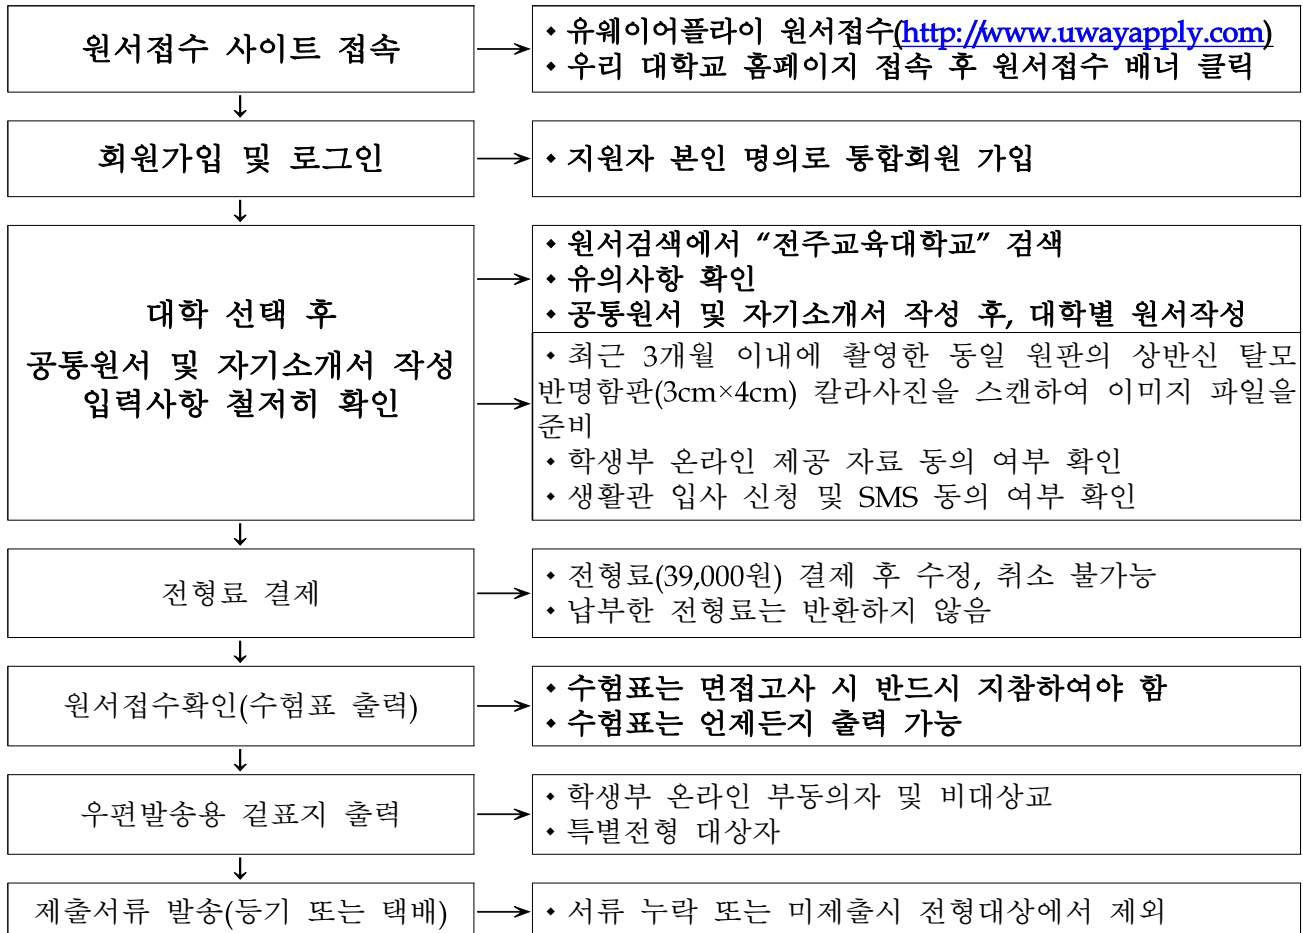 원서접수 사이트 접속
⬩ 유웨이어플라이 원서접수(http://www.uwayapply.com)
⬩ 우리 대학교 홈페이지 접속 후 원서접수 배너 클릭
↓
회원가입 및 로그인
⬩ 지원자 본인 명의로 통합회원 가입
↓
대학 선택 후
공통원서 및 자기소개서 작성
입력사항 철저히 확인
⬩ 원서검색에서 “전주교육대학교” 검색
⬩ 유의사항 확인
⬩ 공통원서 및 자기소개서 작성 후, 대학별 원서작성
⬩ 최근 3개월 이내에 촬영한 동일 원판의 상반신 탈모
반명함판(3cm×4cm) 칼라사진을 스캔하여 이미지 파일을
준비
⬩ 학생부 온라인 제공 자료 동의 여부 확인
⬩ 생활관 입사 신청 및 SMS 동의 여부 확인
↓
전형료 결제
⬩ 전형료(39,000원) 결제 후 수정, 취소 불가능
⬩ 납부한 전형료는 반환하지 않음
↓
원서접수확인(수험표 출력)
⬩ 수험표는 면접고사 시 반드시 지참하여야 함
⬩ 수험표는 언제든지 출력 가능
↓
우편발송용 겉표지 출력
⬩ 학생부 온라인 부동의자 및 비대상교
⬩ 특별전형 대상자
↓
제출서류 발송(등기 또는 택배)
⬩ 서류 누락 또는 미제출시 전형대상에서 제외